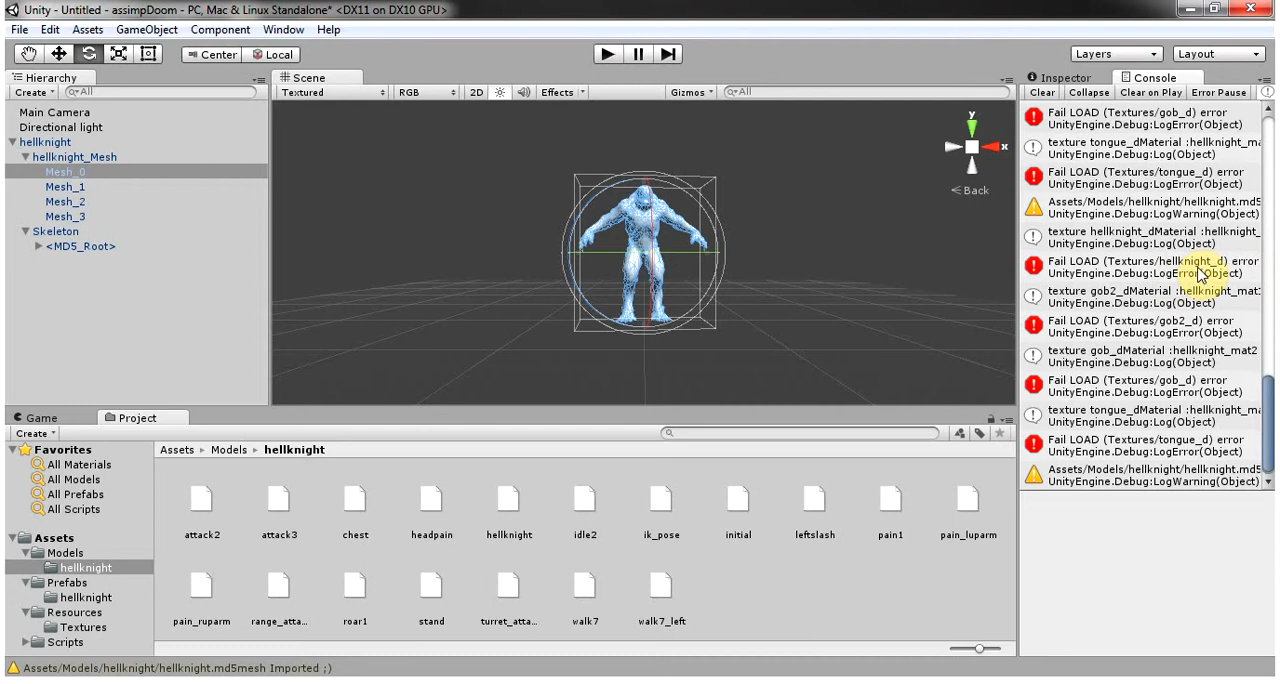 Unity - Untitled - assimpDoom - PC, Mac & Linux Standalone* <DX11 on DX10 GPU>
File Edit Assets GameObject Component Window Help
Center Local Layers Layout
Hierarchy
Create All
Main Camera
Directional light
hellknight
hellknight_Mesh
Mesh_0
Mesh_1
Mesh_2
Mesh_3
Skeleton
<MD5_Root>
Scene
Textured RGB 2D Effects Gizmos All
y
x
Back
Inspector Console
Clear Collapse Clear on Play Error Pause
Fail LOAD (Textures/gob_d) error
UnityEngine.Debug:LogError(Object)
texture tongue_dMaterial :hellknight_ma
UnityEngine.Debug:Log(Object)
Fail LOAD (Textures/tongue_d) error
UnityEngine.Debug:LogError(Object)
Assets/Models/hellknight/hellknight.md5
UnityEngine.Debug:LogWarning(Object)
texture hellknight_dMaterial :hellknight_
UnityEngine.Debug:Log(Object)
Fail LOAD (Textures/hellknight_d) error
UnityEngine.Debug:LogError(Object)
texture gob2_dMaterial :hellknight_mat1
UnityEngine.Debug:Log(Object)
Fail LOAD (Textures/gob2_d) error
UnityEngine.Debug:LogError(Object)
texture gob_dMaterial :hellknight_mat2
UnityEngine.Debug:Log(Object)
Fail LOAD (Textures/gob_d) error
UnityEngine.Debug:LogError(Object)
texture tongue_dMaterial :hellknight_ma
UnityEngine.Debug:Log(Object)
Fail LOAD (Textures/tongue_d) error
UnityEngine.Debug:LogError(Object)
Assets/Models/hellknight/hellknight.md5
UnityEngine.Debug:LogWarning(Object)
Game Project
Create
Favorites
All Materials
All Models
All Prefabs
All Scripts
Assets
Models
hellknight
Prefabs
hellknight
Resources
Textures
Scripts
Assets Models hellknight
attack2 attack3 chest headpain hellknight idle2 ik_pose initial leftslash pain1 pain_luparm
pain_ruparm range_atta... roar1 stand turret_atta... walk7 walk7_left
Assets/Models/hellknight/hellknight.md5mesh Imported ;)